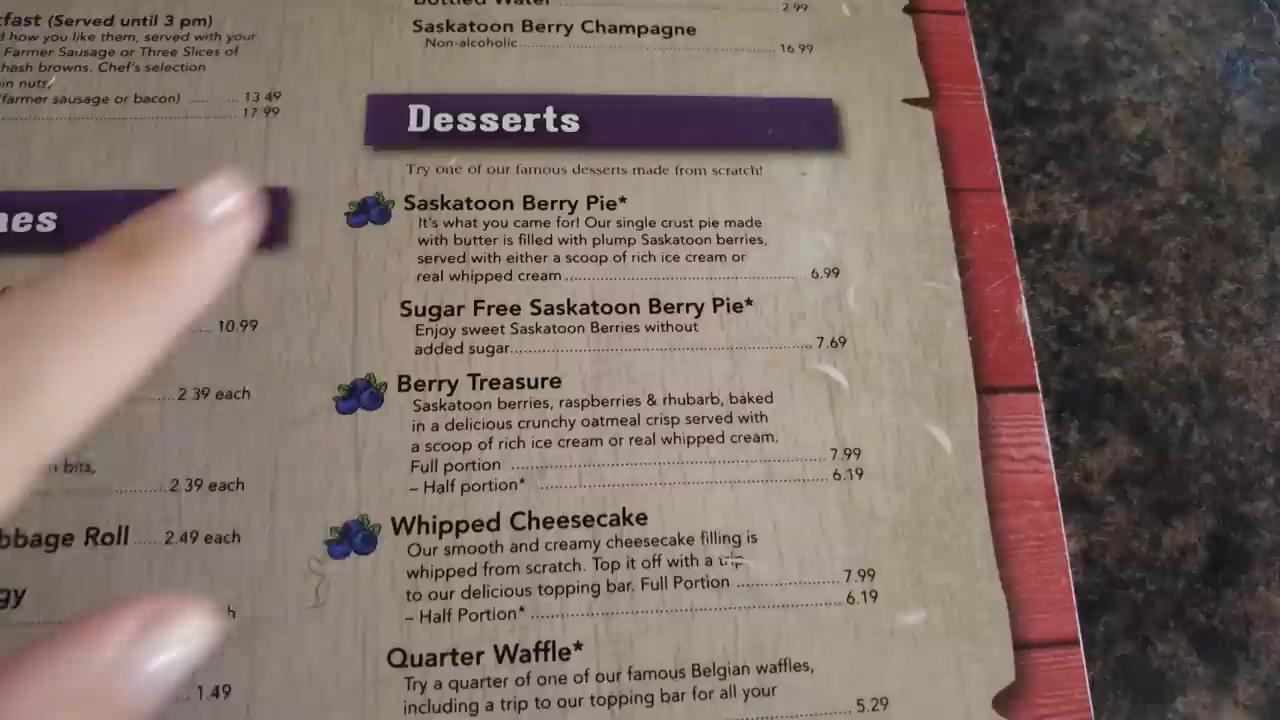 fast (Served until 3 pm)
how you like them, served with your
Farmer Sausage or Three Slices of
hash browns. Chef's selection
nuts,
(farmer sausage or bacon) ..... ... 13.49
17.99
10.99
2.39 each
bits,
2.39 each
Roll ..... 2.49 each
1.49
2.99
Saskatoon Berry Champagne
Non-alcoholic 16.99
Desserts
Try one of our famous desserts made from scratch!
Saskatoon Berry Pie*
It's what you came for! Our single crust pie made
with butter is filled with plump Saskatoon berries,
served with either a scoop of rich ice cream or
real whipped cream 6.99
Sugar Free Saskatoon Berry Pie*
Enjoy sweet Saskatoon Berries without
added sugar 7.69
Berry Treasure
Saskatoon berries, raspberries & rhubarb, baked
in a delicious crunchy oatmeal crisp served with
a scoop of rich ice cream or real whipped cream.
Full portion 7.99
– Half portion* 6.19
Whipped Cheesecake
Our smooth and creamy cheesecake filling is
whipped from scratch. Top it off with a trip
to our delicious topping bar. Full Portion 7.99
– Half Portion* 6.19
Quarter Waffle*
Try a quarter of one of our famous Belgian waffles,
including a trip to our topping bar for all your
5.29